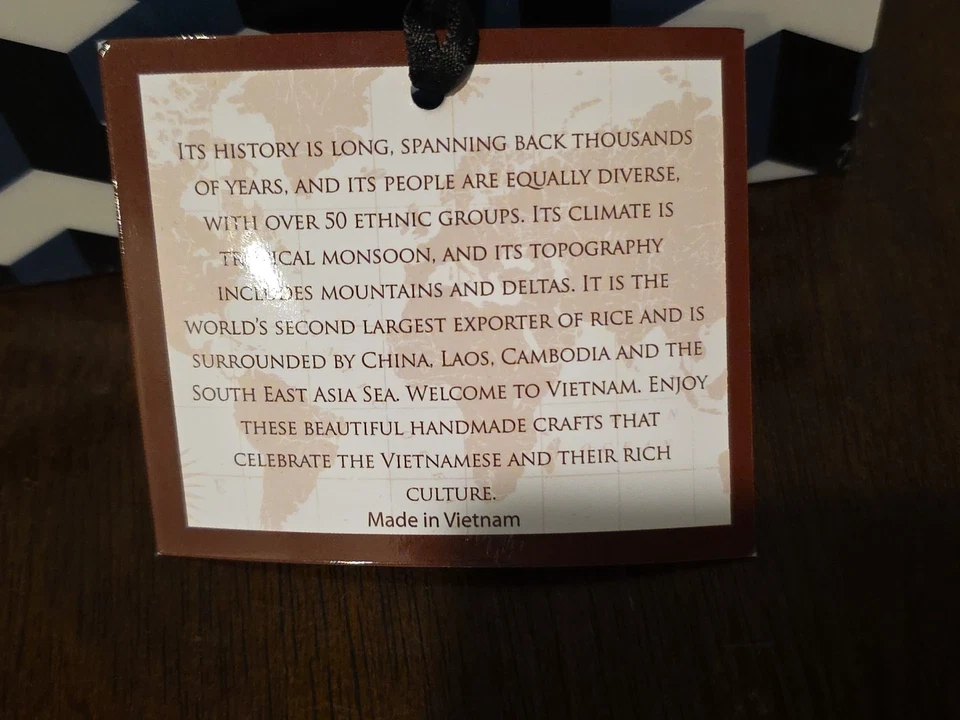 ITS HISTORY IS LONG, SPANNING BACK THOUSANDS
OF YEARS, AND ITS PEOPLE ARE EQUALLY DIVERSE,
WITH OVER 50 ETHNIC GROUPS. ITS CLIMATE IS
TROPICAL MONSOON, AND ITS TOPOGRAPHY
INCLUDES MOUNTAINS AND DELTAS. IT IS THE
WORLD'S SECOND LARGEST EXPORTER OF RICE AND IS
SURROUNDED BY CHINA, LAOS, CAMBODIA AND THE
SOUTH EAST ASIA SEA. WELCOME TO VIETNAM. ENJOY
THESE BEAUTIFUL HANDMADE CRAFTS THAT
CELEBRATE THE VIETNAMESE AND THEIR RICH
CULTURE.
Made in Vietnam